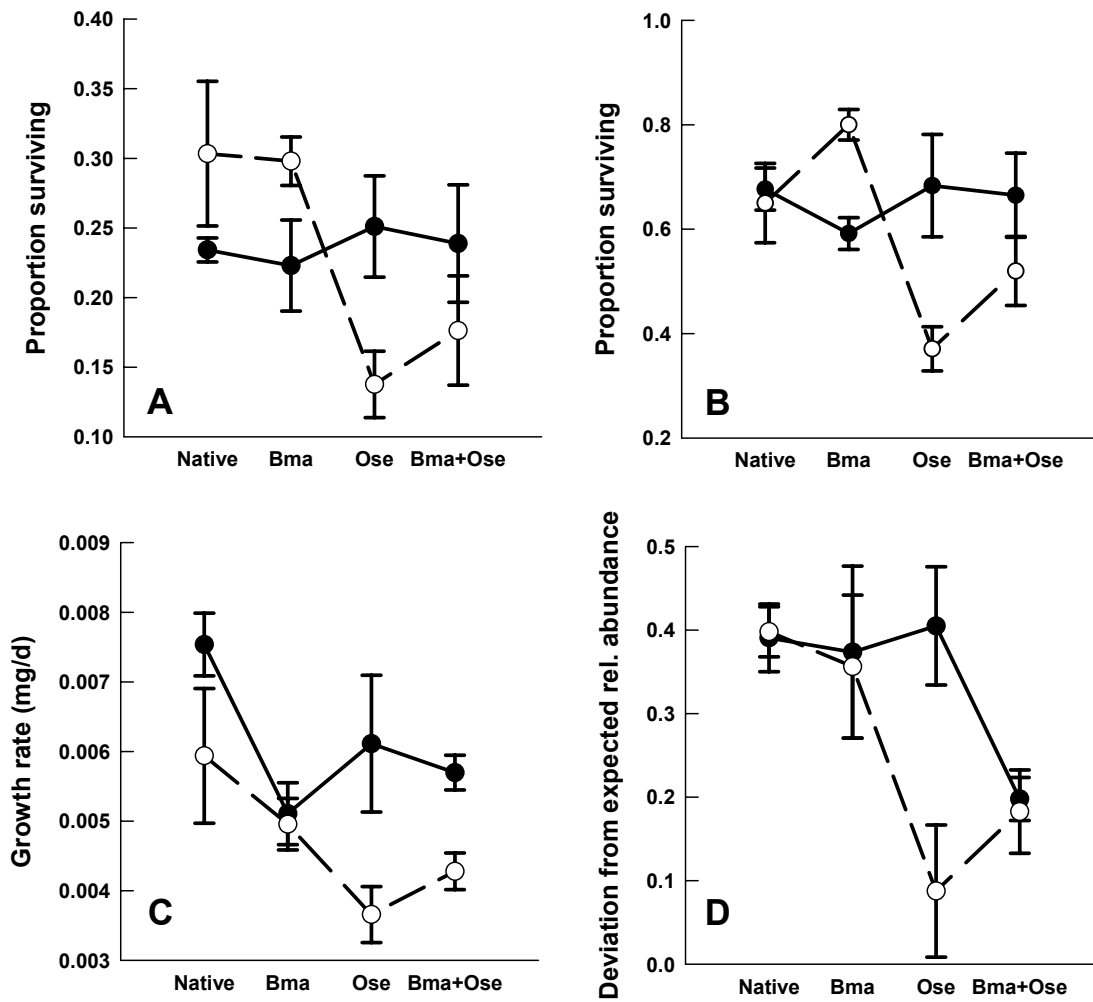 Proportion surviving
0.40
0.35
0.30
0.25
0.20
0.15
0.10
A
Native Bma Ose Bma+Ose
Proportion surviving
1.0
0.8
0.6
0.4
0.2
B
Native Bma Ose Bma+Ose
Growth rate (mg/d)
0.009
0.008
0.007
0.006
0.005
0.004
0.003
C
Native Bma Ose Bma+Ose
Deviation from expected rel. abundance
0.5
0.4
0.3
0.2
0.1
0.0
D
Native Bma Ose Bma+Ose